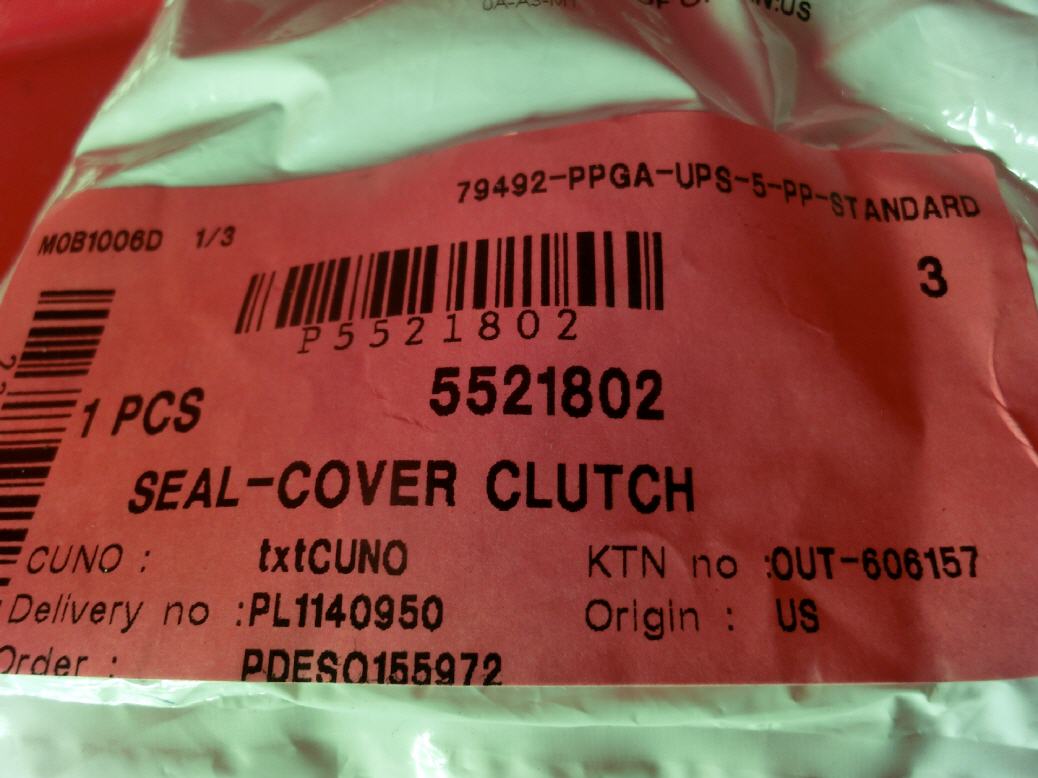 79492-PPGA-UPS-5-PP-STANDARD
MOB1006D 1/3
3
P5521802
5521802
1 PCS
SEAL-COVER CLUTCH
CUNO : txtCUNO KTN no :OUT-606157
Delivery no :PL1140950 Origin : US
Order : PDESO155972